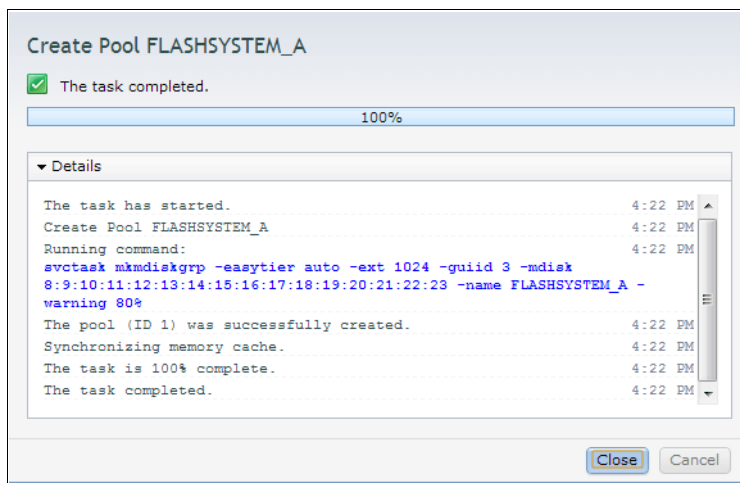 Create Pool FLASHSYSTEM_A
The task completed.
100%
Details
The task has started. 4:22 PM
Create Pool FLASHSYSTEM_A 4:22 PM
Running command: 4:22 PM
svctask mkmdiskgrp -easytier auto -ext 1024 -guiid 3 -mdisk
8:9:10:11:12:13:14:15:16:17:18:19:20:21:22:23 -name FLASHSYSTEM_A -
warning 80%
The pool (ID 1) was successfully created. 4:22 PM
Synchronizing memory cache. 4:22 PM
The task is 100% complete. 4:22 PM
The task completed. 4:22 PM
Close Cancel